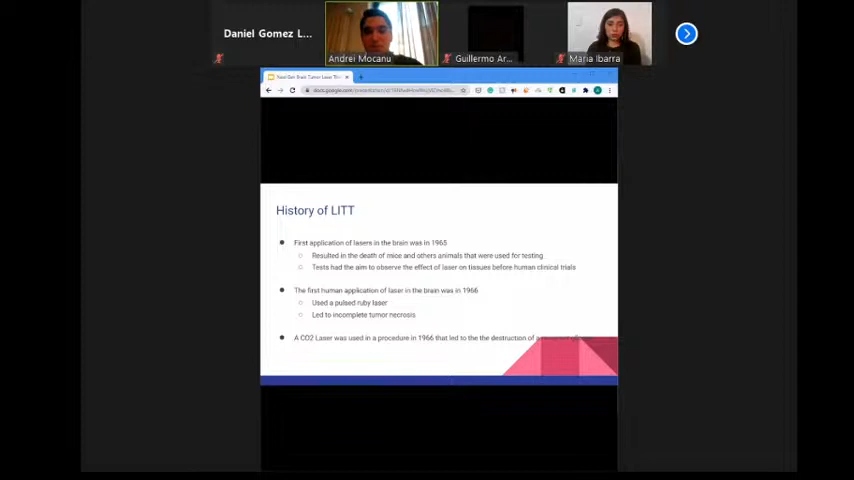 Daniel Gomez L...
Andrei Mocanu
Guillermo Ar...
Maria Ibarra
History of LITT
First application of lasers in the brain was in 1965
Resulted in the death of mice and others animals that were used for testing
Tests had the aim to observe the effect of laser on tissues before human clinical trials
The first human application of laser in the brain was in 1966
Used a pulsed ruby laser
Led to incomplete tumor necrosis
A CO2 Laser was used in a procedure in 1966 that led to the the destruction of a